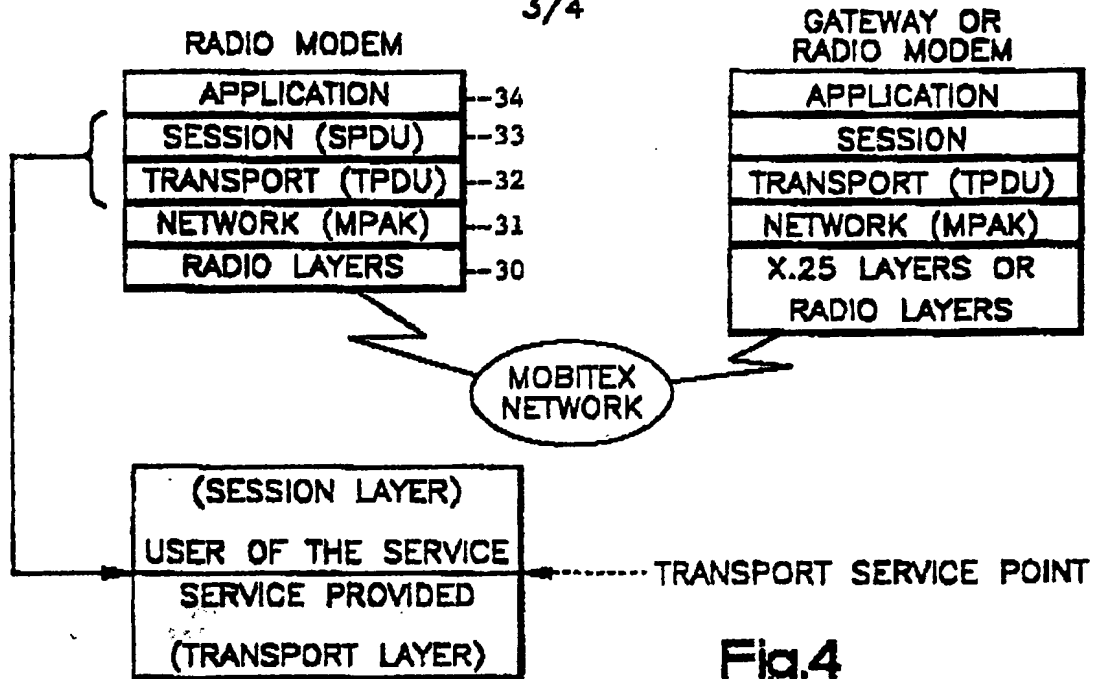 3/4
RADIO MODEM
APPLICATION
--34
SESSION (SPDU)
--33
TRANSPORT (TPDU)
--32
NETWORK (MPAK)
--31
RADIO LAYERS
--30
GATEWAY OR
RADIO MODEM
APPLICATION
SESSION
TRANSPORT (TPDU)
NETWORK (MPAK)
X.25 LAYERS OR
RADIO LAYERS
MOBITEX
NETWORK
(SESSION LAYER)
USER OF THE SERVICE
SERVICE PROVIDED
(TRANSPORT LAYER)
TRANSPORT SERVICE POINT
Fig.4